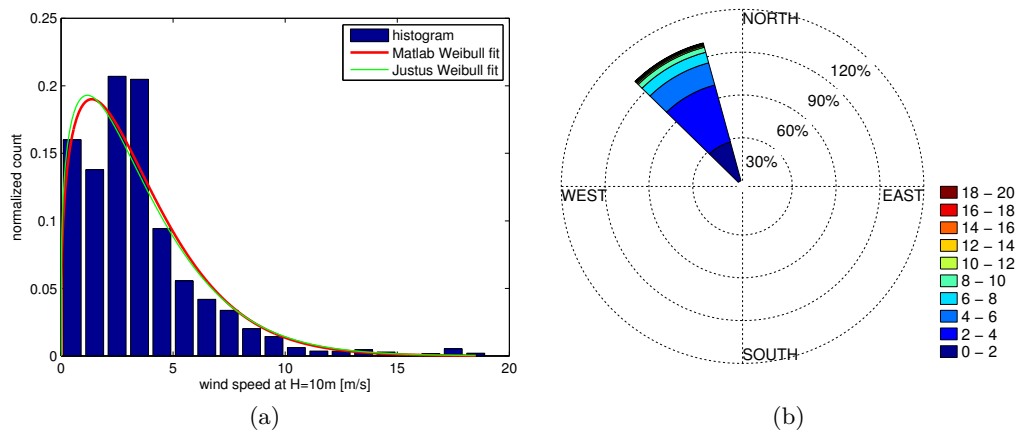 0.25
0.2
0.15
0.1
0.05
0
normalized count
histogram
Matlab Weibull fit
Justus Weibull fit
0 5 10 15 20
wind speed at H=10m [m/s]
(a)
NORTH
120%
90%
60%
30%
WEST
EAST
SOUTH
18 − 20
16 − 18
14 − 16
12 − 14
10 − 12
8 − 10
6 − 8
4 − 6
2 − 4
0 − 2
(b)